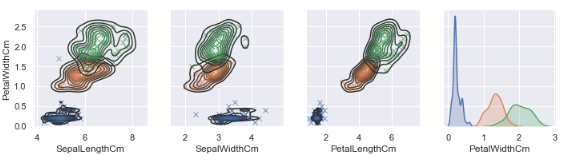 2.5
2.0
1.5
1.0
0.5
0.0
PetalWidthCm
4 6 8
SepalLengthCm
2 3 4
SepalWidthCm
2 4 6
PetalLengthCm
0 1 2 3
PetalWidthCm